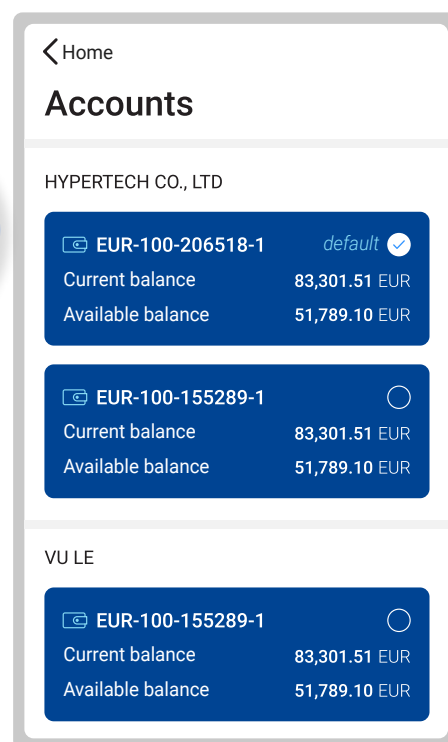 Home
Accounts
HYPERTECH CO., LTD
EUR-100-206518-1 default
Current balance 83,301.51 EUR
Available balance 51,789.10 EUR
EUR-100-155289-1
Current balance 83,301.51 EUR
Available balance 51,789.10 EUR
VU LE
EUR-100-155289-1
Current balance 83,301.51 EUR
Available balance 51,789.10 EUR